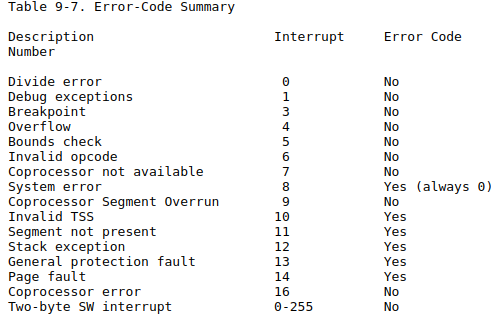 Table 9-7. Error-Code Summary
Description Interrupt Error Code
Number
Divide error 0 No
Debug exceptions 1 No
Breakpoint 3 No
Overflow 4 No
Bounds check 5 No
Invalid opcode 6 No
Coprocessor not available 7 No
System error 8 Yes (always 0)
Coprocessor Segment Overrun 9 No
Invalid TSS 10 Yes
Segment not present 11 Yes
Stack exception 12 Yes
General protection fault 13 Yes
Page fault 14 Yes
Coprocessor error 16 No
Two-byte SW interrupt 0-255 No